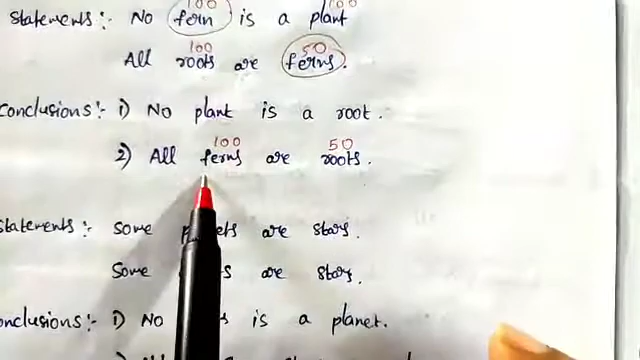 100 100
Statements:- No fern is a plant
100 50
All roots are ferns.
Conclusions:- 1) No plant is a root.
100 50
2) All ferns are roots.
Statements:- Some are stars.
Some are stars.
Conclusions:- 1) No is a planet.